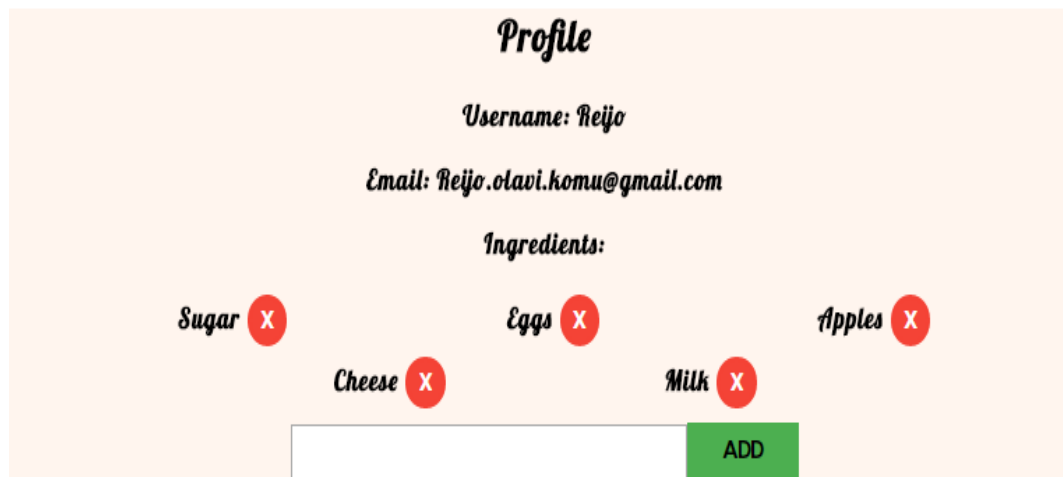 Profile
Username: Reijo
Email: Reijo.olavi.komu@gmail.com
Ingredients:
Sugar X Eggs X Apples X
Cheese X Milk X
ADD